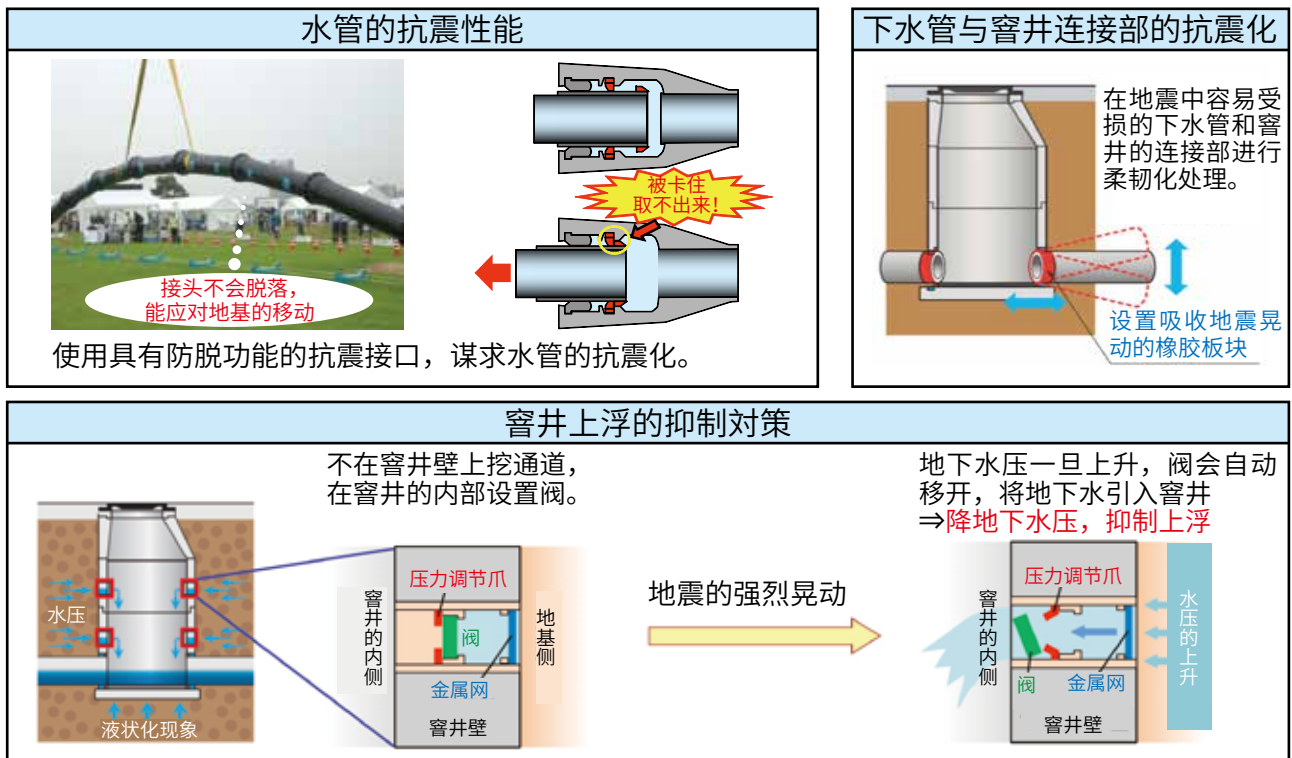 水管的抗震性能
接头不会脱落，
能应对地基的移动
被卡住
取不出来！
使用具有防脱功能的抗震接口，谋求水管的抗震化。
下水管与窨井连接部的抗震化
在地震中容易受
损的下水管和窨
井的连接部进行
柔韧化处理。
设置吸收地震晃
动的橡胶板块
窨井上浮的抑制对策
不在窨井壁上挖通道，
在窨井的内部设置阀。
水压
液状化现象
窨井的内侧
压力调节爪
阀
金属网
窨井壁
地基侧
地震的强烈晃动
地下水压一旦上升，阀会自动
移开，将地下水引入窨井
⇒降地下水压，抑制上浮
窨井的内侧
压力调节爪
阀
金属网
窨井壁
水压的上升